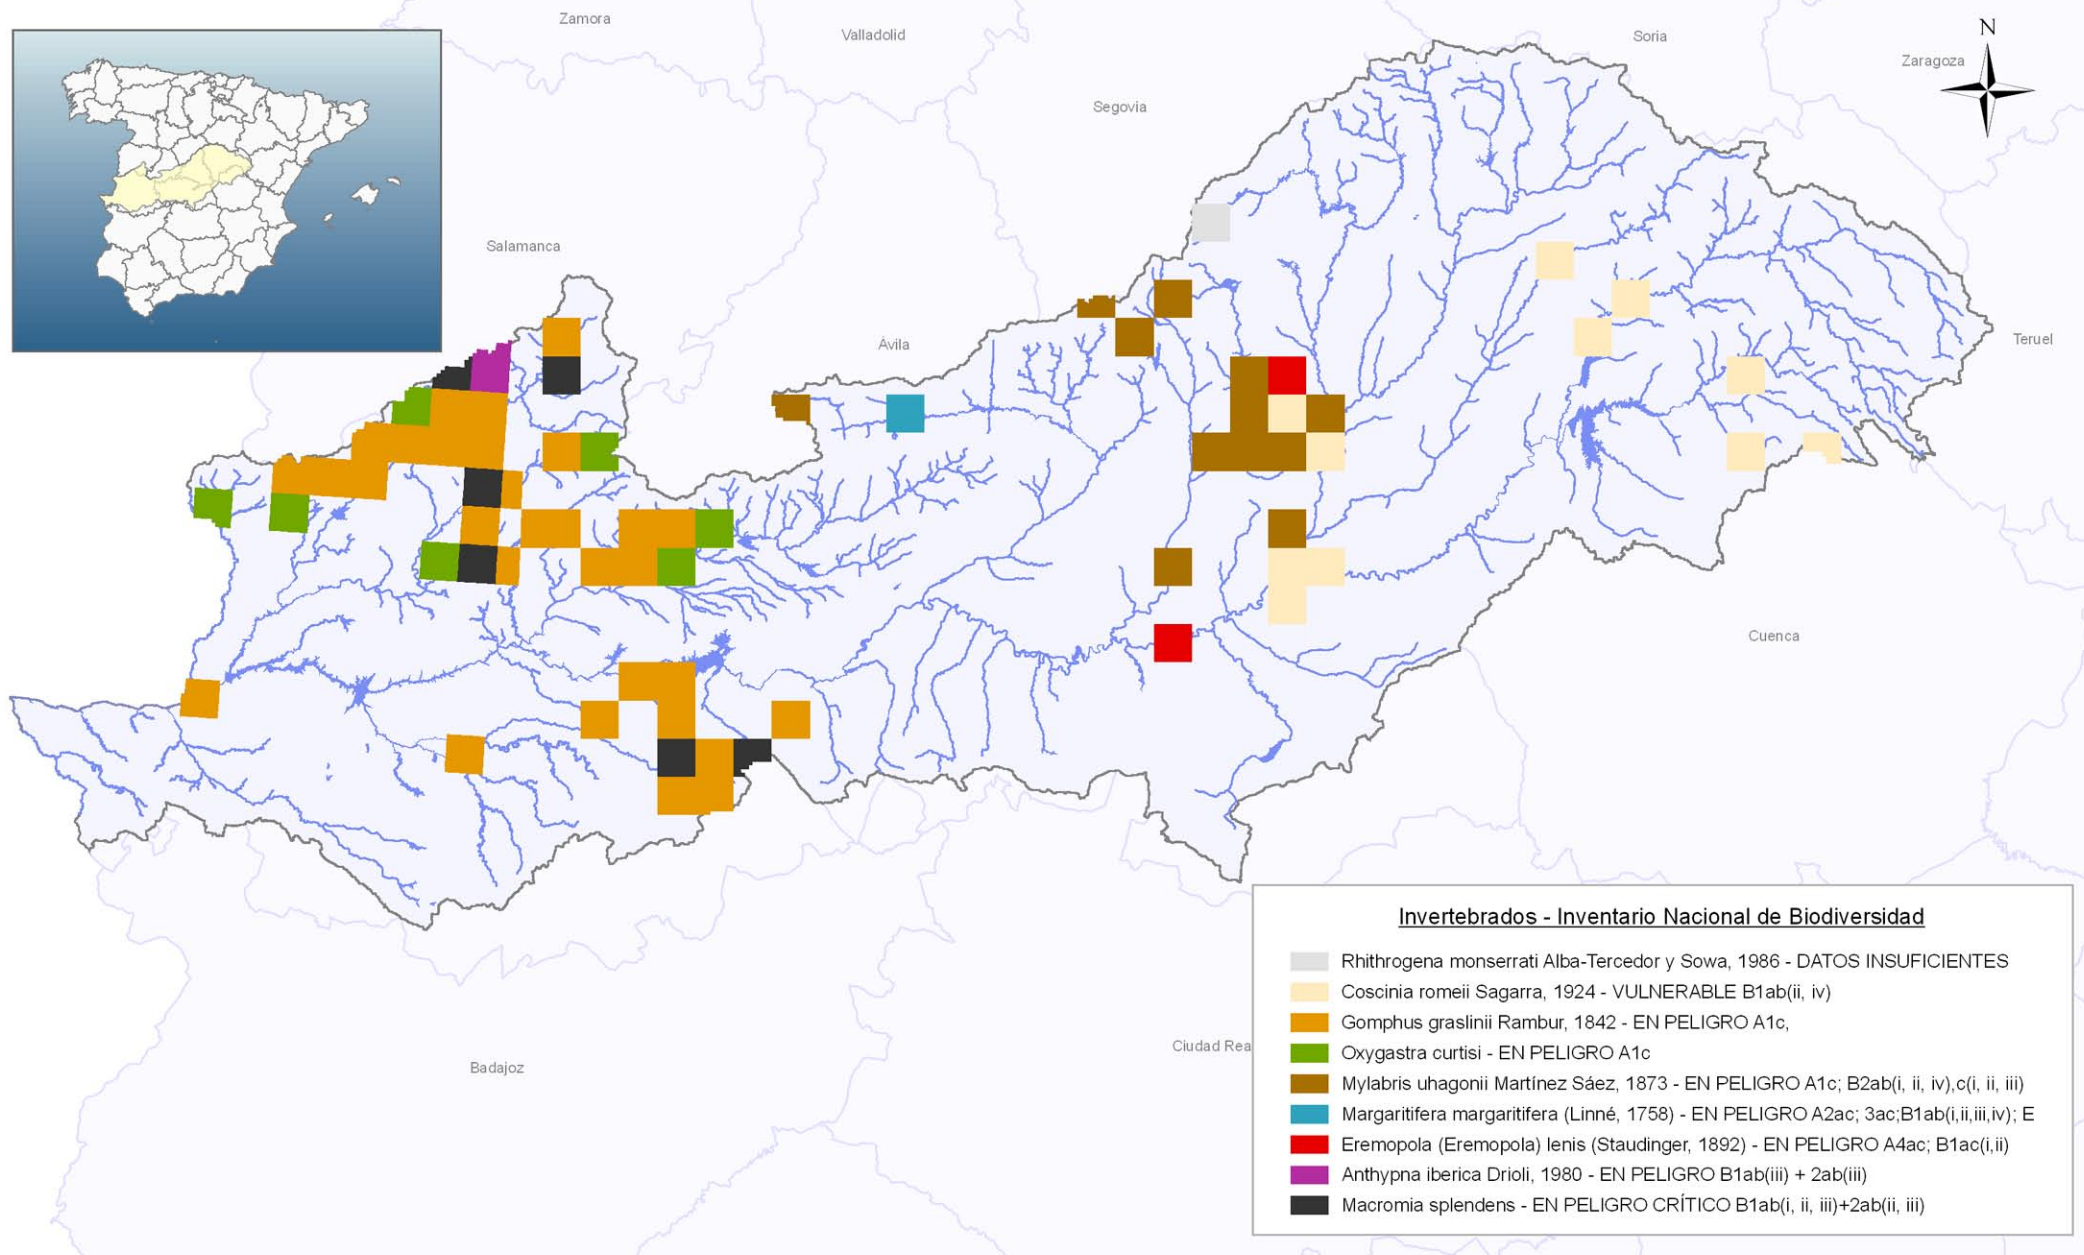 Zamora
Valladolid
Soria
N
Zaragoza
Segovia
Salamanca
Ávila
Teruel
Cuenca
Ciudad Rea
Badajoz
Invertebrados - Inventario Nacional de Biodiversidad
Rhithrogena monserrati Alba-Tercedor y Sowa, 1986 - DATOS INSUFICIENTES
Coscinia romeii Sagarra, 1924 - VULNERABLE B1ab(ii, iv)
Gomphus graslinii Rambur, 1842 - EN PELIGRO A1c,
Oxygastra curtisi - EN PELIGRO A1c
Mylabris uhagonii Martínez Sáez, 1873 - EN PELIGRO A1c; B2ab(i, ii, iv),c(i, ii, iii)
Margaritifera margaritifera (Linné, 1758) - EN PELIGRO A2ac; 3ac;B1ab(i,ii,iii,iv); E
Eremopola (Eremopola) lenis (Staudinger, 1892) - EN PELIGRO A4ac; B1ac(i,ii)
Anthypna iberica Drioli, 1980 - EN PELIGRO B1ab(iii) + 2ab(iii)
Macromia splendens - EN PELIGRO CRÍTICO B1ab(i, ii, iii)+2ab(ii, iii)